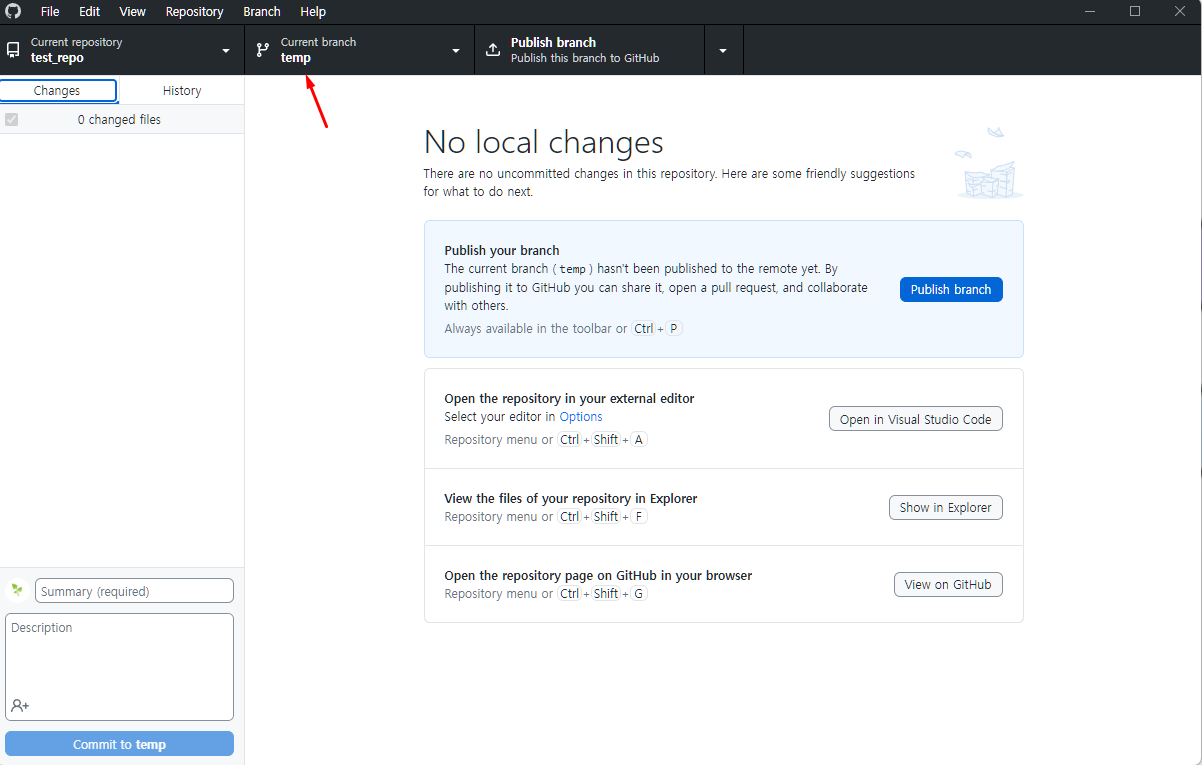 File Edit View Repository Branch Help
Current repository
test_repo
Current branch
temp
Publish branch
Publish this branch to GitHub
Changes
History
0 changed files
No local changes
There are no uncommitted changes in this repository. Here are some friendly suggestions
for what to do next.
Publish your branch
The current branch ( temp ) hasn't been published to the remote yet. By
publishing it to GitHub you can share it, open a pull request, and collaborate
with others.
Always available in the toolbar or Ctrl + P
Publish branch
Open the repository in your external editor
Select your editor in Options
Repository menu or Ctrl + Shift + A
Open in Visual Studio Code
View the files of your repository in Explorer
Repository menu or Ctrl + Shift + F
Show in Explorer
Open the repository page on GitHub in your browser
Repository menu or Ctrl + Shift + G
View on GitHub
Summary (required)
Description
Commit to temp